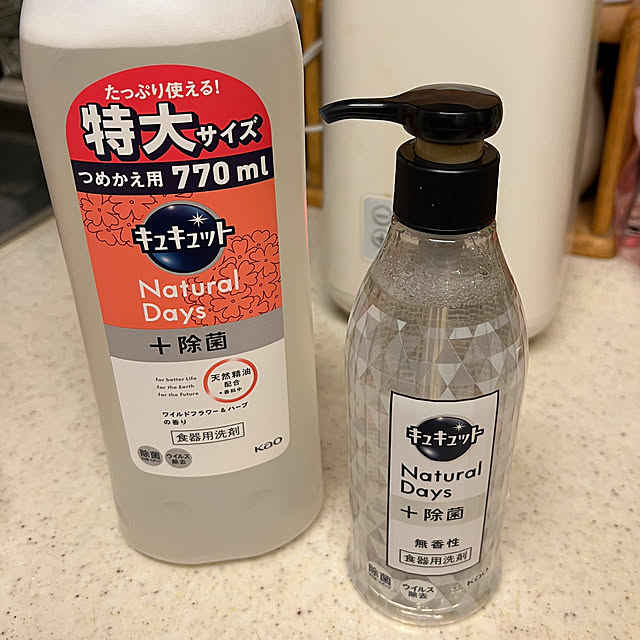 たっぷり使える!
特大サイズ
つめかえ用 770 ml
キュキュット
Natural
Days
＋除菌
for better Life
for the Earth
for the Future
天然精油
配合
ワイルドフラワー&ハーブ
の香り
食器用洗剤
除菌
ウイルス
除去
Kao
キュキュット
Natural
Days
＋除菌
無香性
食器用洗剤
除菌
ウイルス
除去
Kao